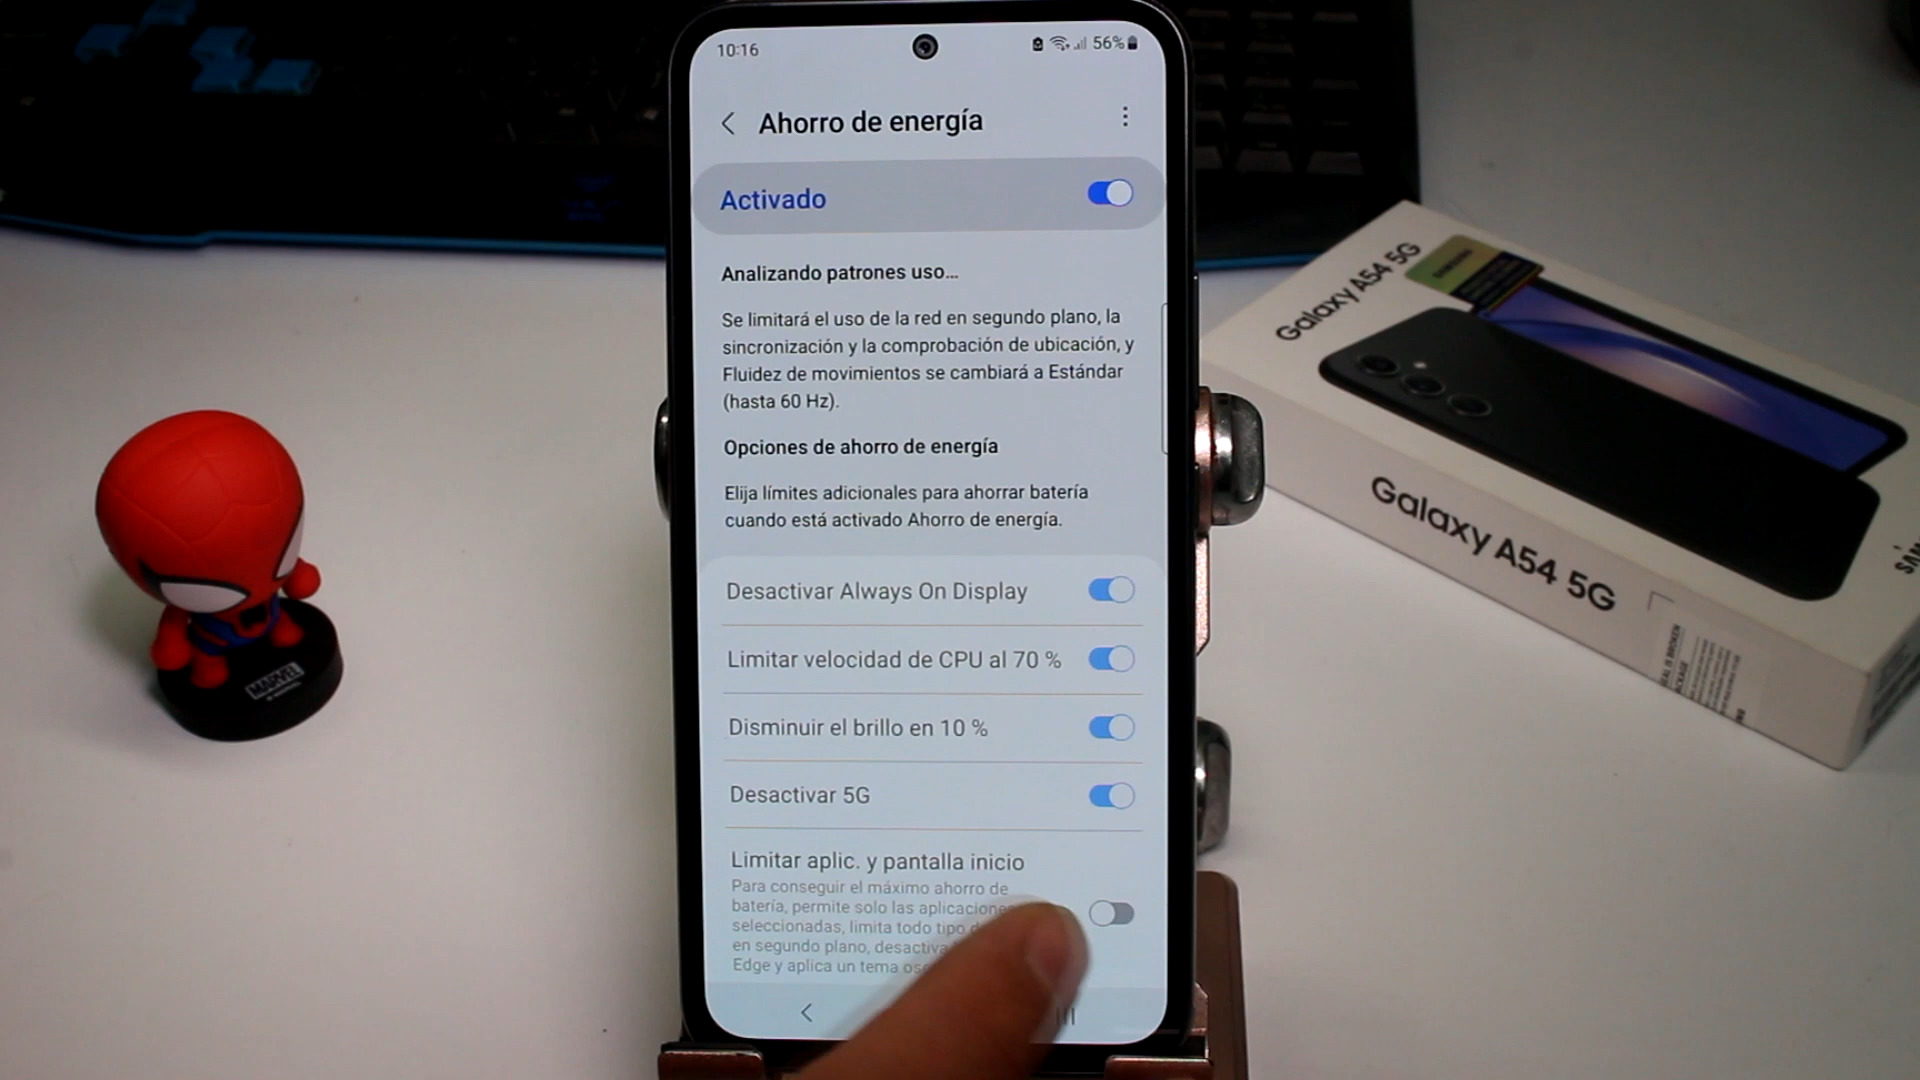 10:16
56%
Ahorro de energía
Activado
Analizando patrones uso...
Se limitará el uso de la red en segundo plano, la
sincronización y la comprobación de ubicación, y
Fluidez de movimientos se cambiará a Estándar
(hasta 60 Hz).
Opciones de ahorro de energía
Elija límites adicionales para ahorrar batería
cuando está activado Ahorro de energía.
Desactivar Always On Display
Limitar velocidad de CPU al 70 %
Disminuir el brillo en 10 %
Desactivar 5G
Limitar aplic. y pantalla inicio
Para conseguir el máximo ahorro de
batería, permite solo las aplicaciones
seleccionadas, limita todo tipo
en segundo plano, desactiva
Edge y aplica un tema
MARVEL
Galaxy A54 5G
SAMSUNG
Galaxy A54 5G